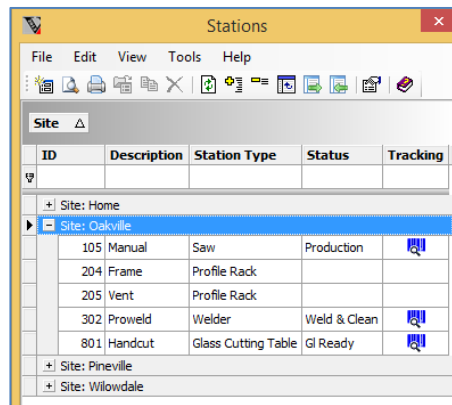 Stations
File Edit View Tools Help
Site
ID Description Station Type Status Tracking
Site: Home
Site: Oakville
105 Manual Saw Production
204 Frame Profile Rack
205 Vent Profile Rack
302 Proweld Welder Weld & Clean
801 Handcut Glass Cutting Table Gl Ready
Site: Pineville
Site: Wilowdale